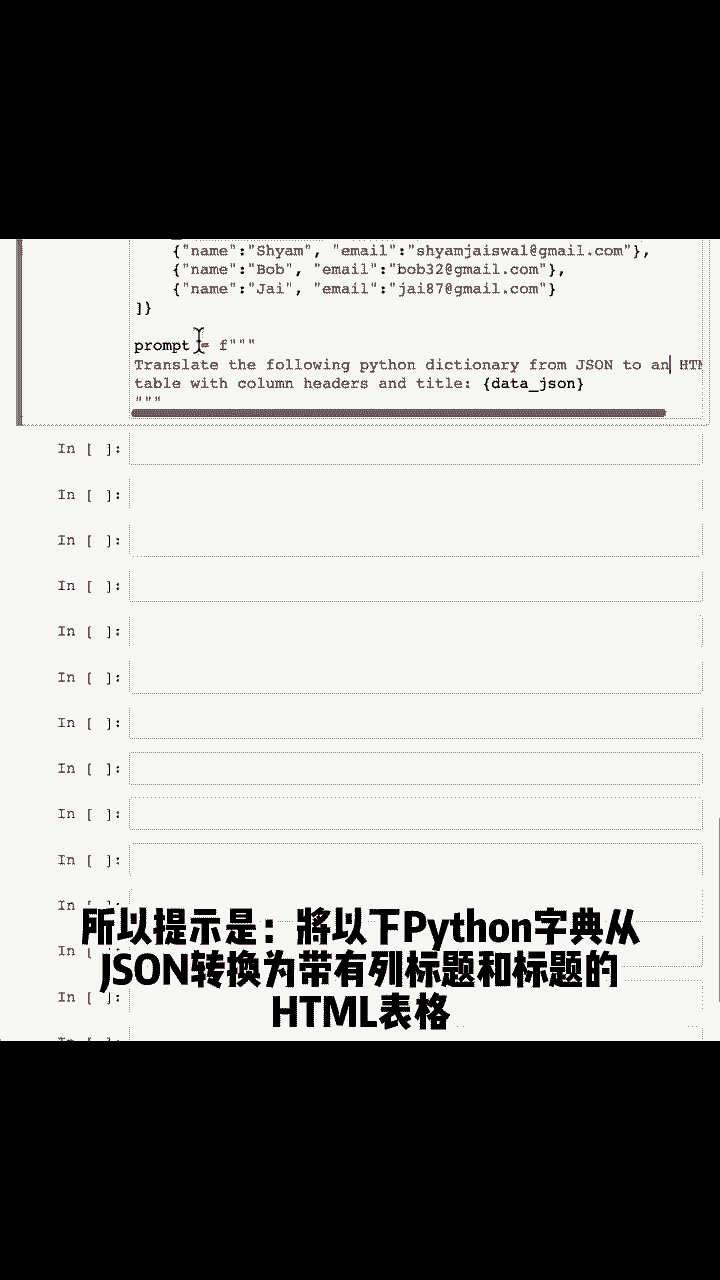 {"name":"Shyam", "email":"shyamjaiswal@gmail.com"},
{"name":"Bob", "email":"bob32@gmail.com"},
{"name":"Jai", "email":"jai87@gmail.com"}
]}
prompt = f"""
Translate the following python dictionary from JSON to an HTM
table with column headers and title: {data_json}
"""
In [ ]:
In [ ]:
In [ ]:
In [ ]:
In [ ]:
In [ ]:
In [ ]:
In [ ]:
In [ ]:
In [ ]:
In [ ]:
In [ ]:
In [ ]:
所以提示是：將以下Python字典从
JSON转换为带有列标题和标题的
HTML表格